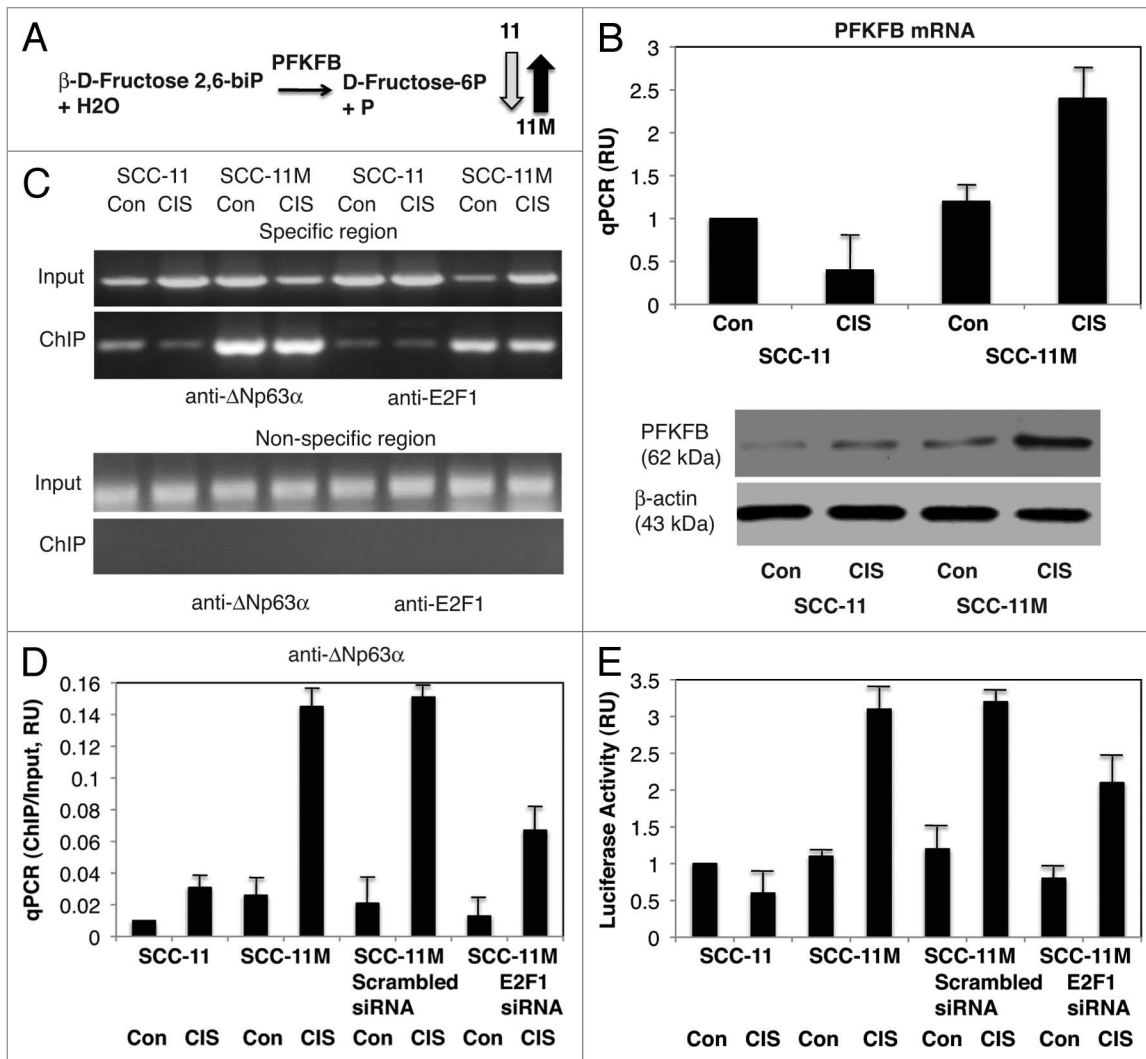 A
β-D-Fructose 2,6-biP
+ H2O
PFKFB
D-Fructose-6P
+ P
11
11M
B
PFKFB mRNA
qPCR (RU)
3
2.5
2
1.5
1
0.5
0
Con CIS Con CIS
SCC-11 SCC-11M
PFKFB
(62 kDa)
β-actin
(43 kDa)
Con CIS Con CIS
SCC-11 SCC-11M
C
SCC-11 SCC-11M SCC-11 SCC-11M
Con CIS Con CIS Con CIS Con CIS
Specific region
Input
ChIP
anti-ΔNp63α anti-E2F1
Non-specific region
Input
ChIP
anti-ΔNp63α anti-E2F1
D
anti-ΔNp63α
qPCR (ChIP/Input, RU)
0.16
0.14
0.12
0.1
0.08
0.06
0.04
0.02
0
SCC-11 SCC-11M SCC-11M SCC-11M
Scrambled E2F1
siRNA siRNA
Con CIS Con CIS Con CIS Con CIS
E
Luciferase Activity (RU)
3.5
3
2.5
2
1.5
1
0.5
0
SCC-11 SCC-11M SCC-11M SCC-11M
Scrambled E2F1
siRNA siRNA
Con CIS Con CIS Con CIS Con CIS